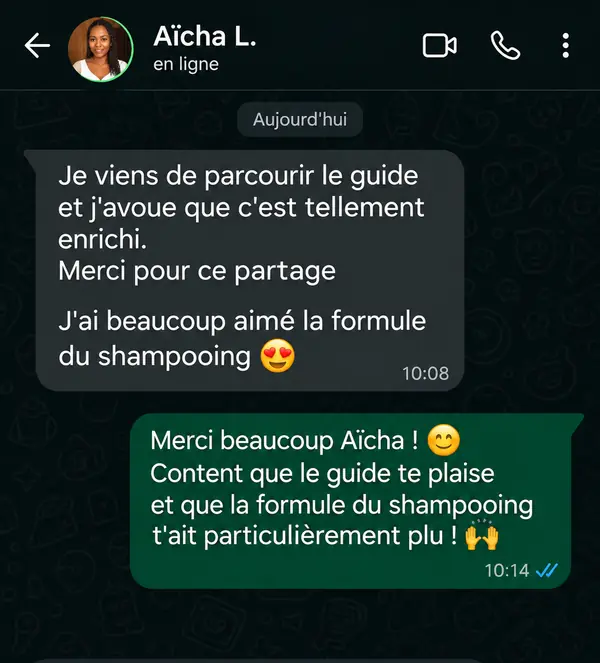 Aïcha L.
en ligne
Aujourd'hui
Je viens de parcourir le guide
et j'avoue que c'est tellement
enrichi.
Merci pour ce partage
J'ai beaucoup aimé la formule
du shampooing 😍
10:08
Merci beaucoup Aïcha ! 😊
Content que le guide te plaise
et que la formule du shampooing
t'ait particulièrement plu ! 🙌
10:14